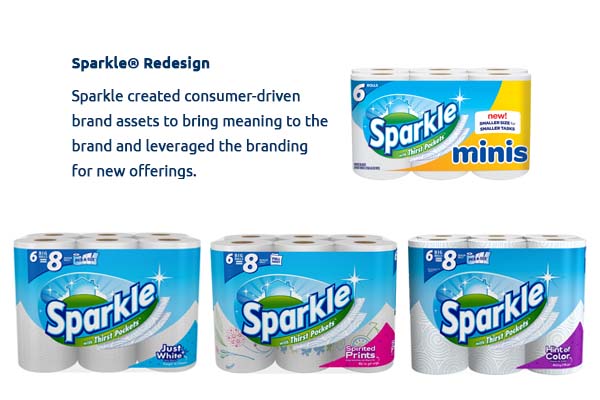 Sparkle® Redesign
Sparkle created consumer-driven
brand assets to bring meaning to the
brand and leveraged the branding
for new offerings.
6 ROLLS
Sparkle
with Thirst Pockets
new!
SMALLER SIZE for
SMALLER TASKS
minis
6 BIG 8
Sparkle
with Thirst Pockets
Just
White
6 BIG 8
Sparkle
with Thirst Pockets
Spirited
Prints
6 BIG 8
Sparkle
with Thirst Pockets
Hint of
Color